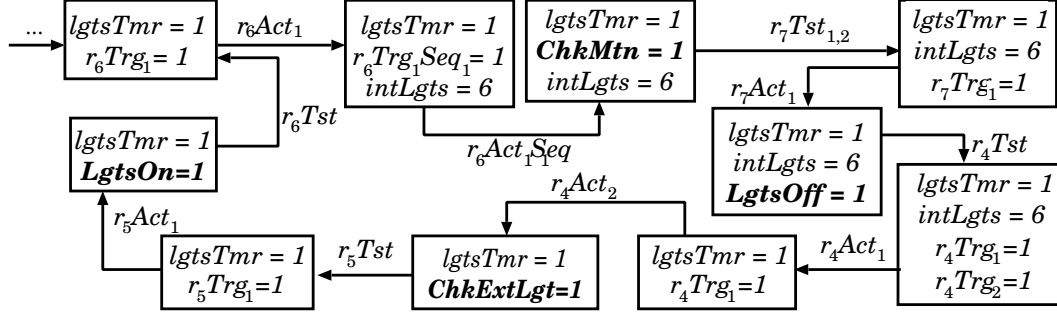 ...
lgtsTmr = 1
r₆Trg₁= 1
r₆Act₁
lgtsTmr = 1
r₆Trg₁Seq₁= 1
intLgts = 6
r₆Act₁Seq₁
lgtsTmr = 1
ChkMtn = 1
intLgts = 6
r₇Tst₁,₂
lgtsTmr = 1
intLgts = 6
r₇Trg₁=1
r₇Act₁
lgtsTmr = 1
intLgts = 6
LgtsOff = 1
r₄Tst
lgtsTmr = 1
intLgts = 6
r₄Trg₁=1
r₄Trg₂=1
r₄Act₁
lgtsTmr = 1
r₄Trg₁=1
r₄Act₂
lgtsTmr = 1
ChkExtLgt=1
r₅Tst
lgtsTmr = 1
r₅Trg₁=1
r₅Act₁
lgtsTmr = 1
LgtsOn=1
r₆Tst